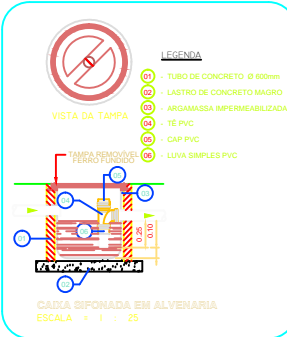 LEGENDA
01 - TUBO DE CONCRETO Ø 600mm
02 - LASTRO DE CONCRETO MAGRO
03 - ARGAMASSA IMPERMEABILIZADA
04 - TÊ PVC
05 - CAP PVC
06 - LUVA SIMPLES PVC
VISTA DA TAMPA
TAMPA REMOVÍVEL
FERRO FUNDIDO
05
03
04
06
01
0.25
0.10
02
CAIXA SIFONADA EM ALVENARIA
ESCALA 25